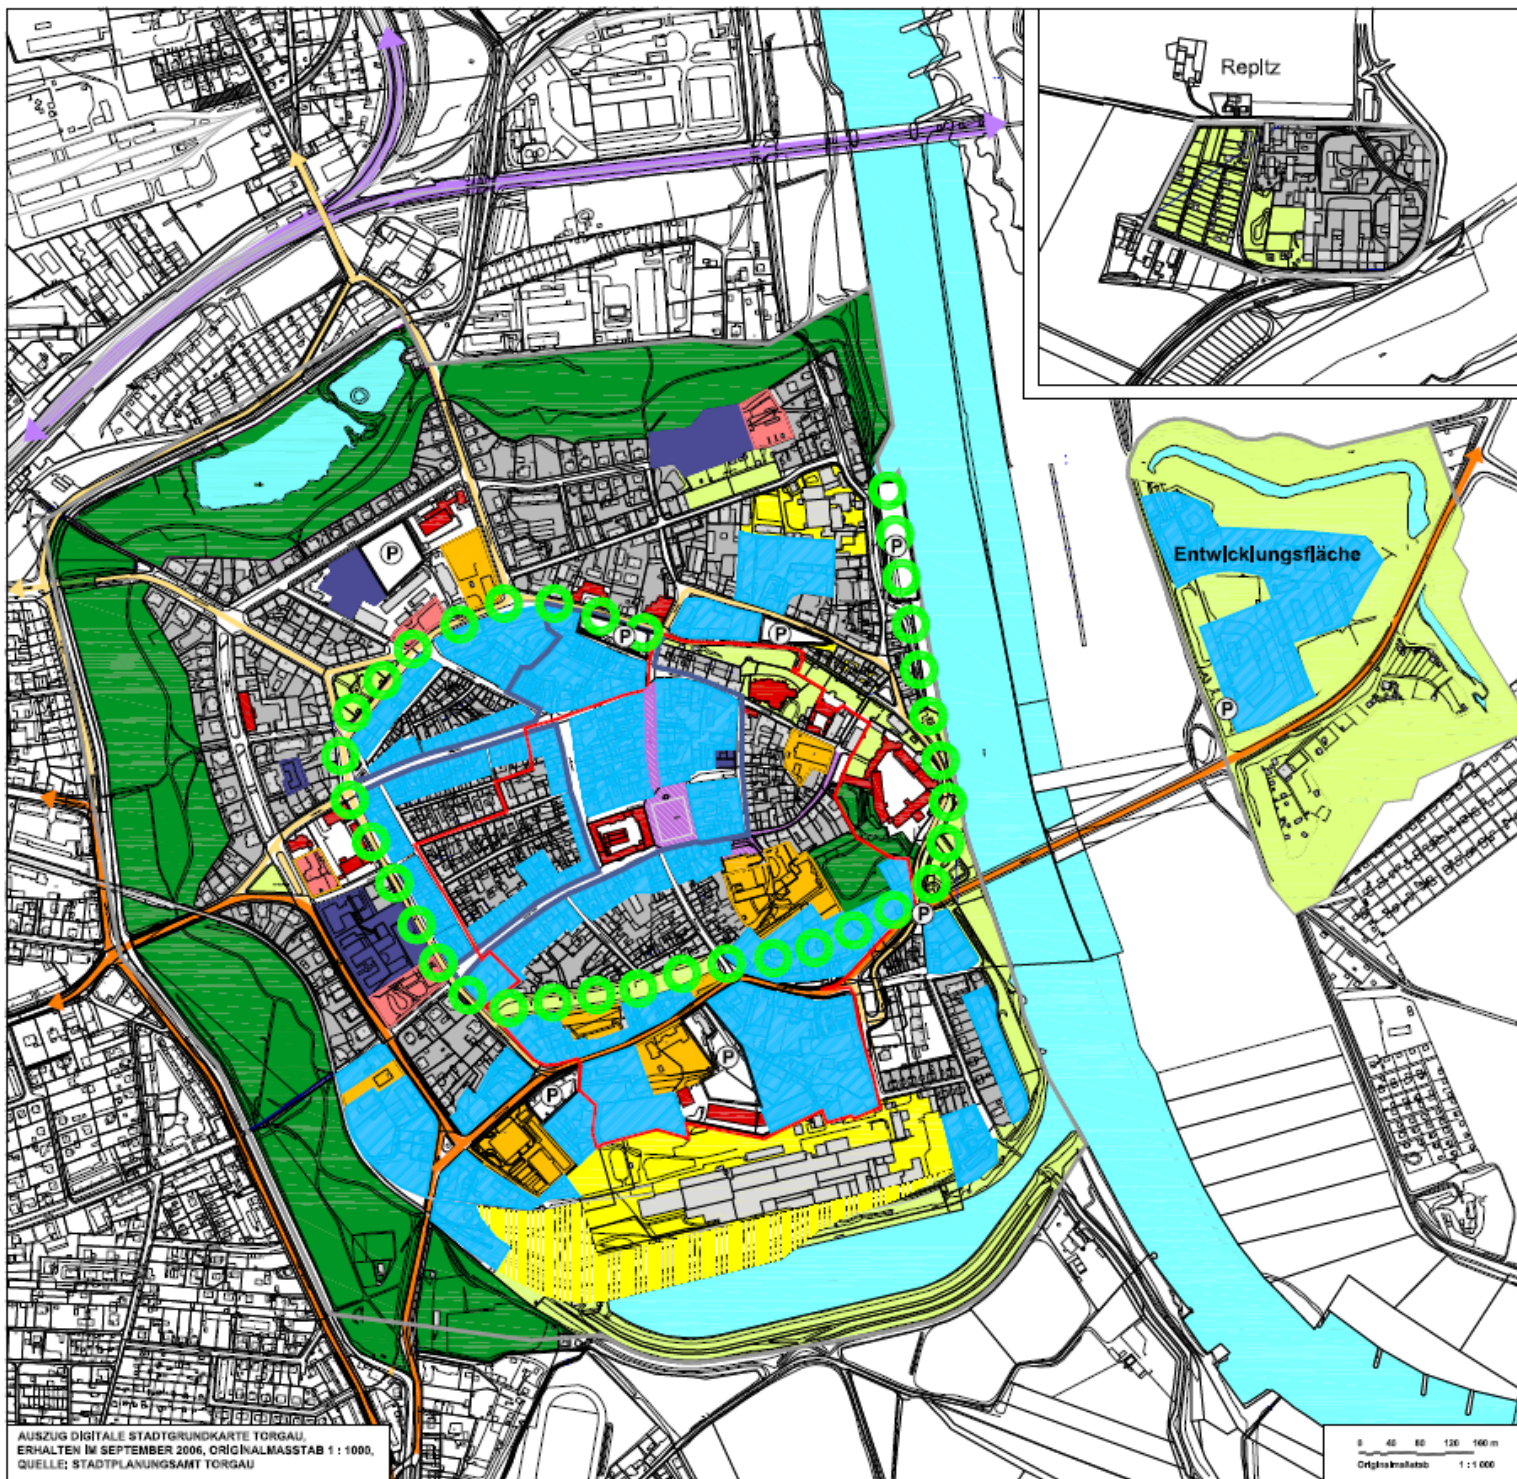 Repitz
P
P
Entwicklungsfläche
P
P
P
P
P
P
AUSZUG DIGITALE STADTGRUNDKARTE TORGAU,
ERHALTEN IM SEPTEMBER 2006, ORIGINALMASSTAB 1 : 1000,
QUELLE: STADTPLANUNGSAMT TORGAU
0 40 80 120 160 m
Originalmaßstab 1 : 1 000